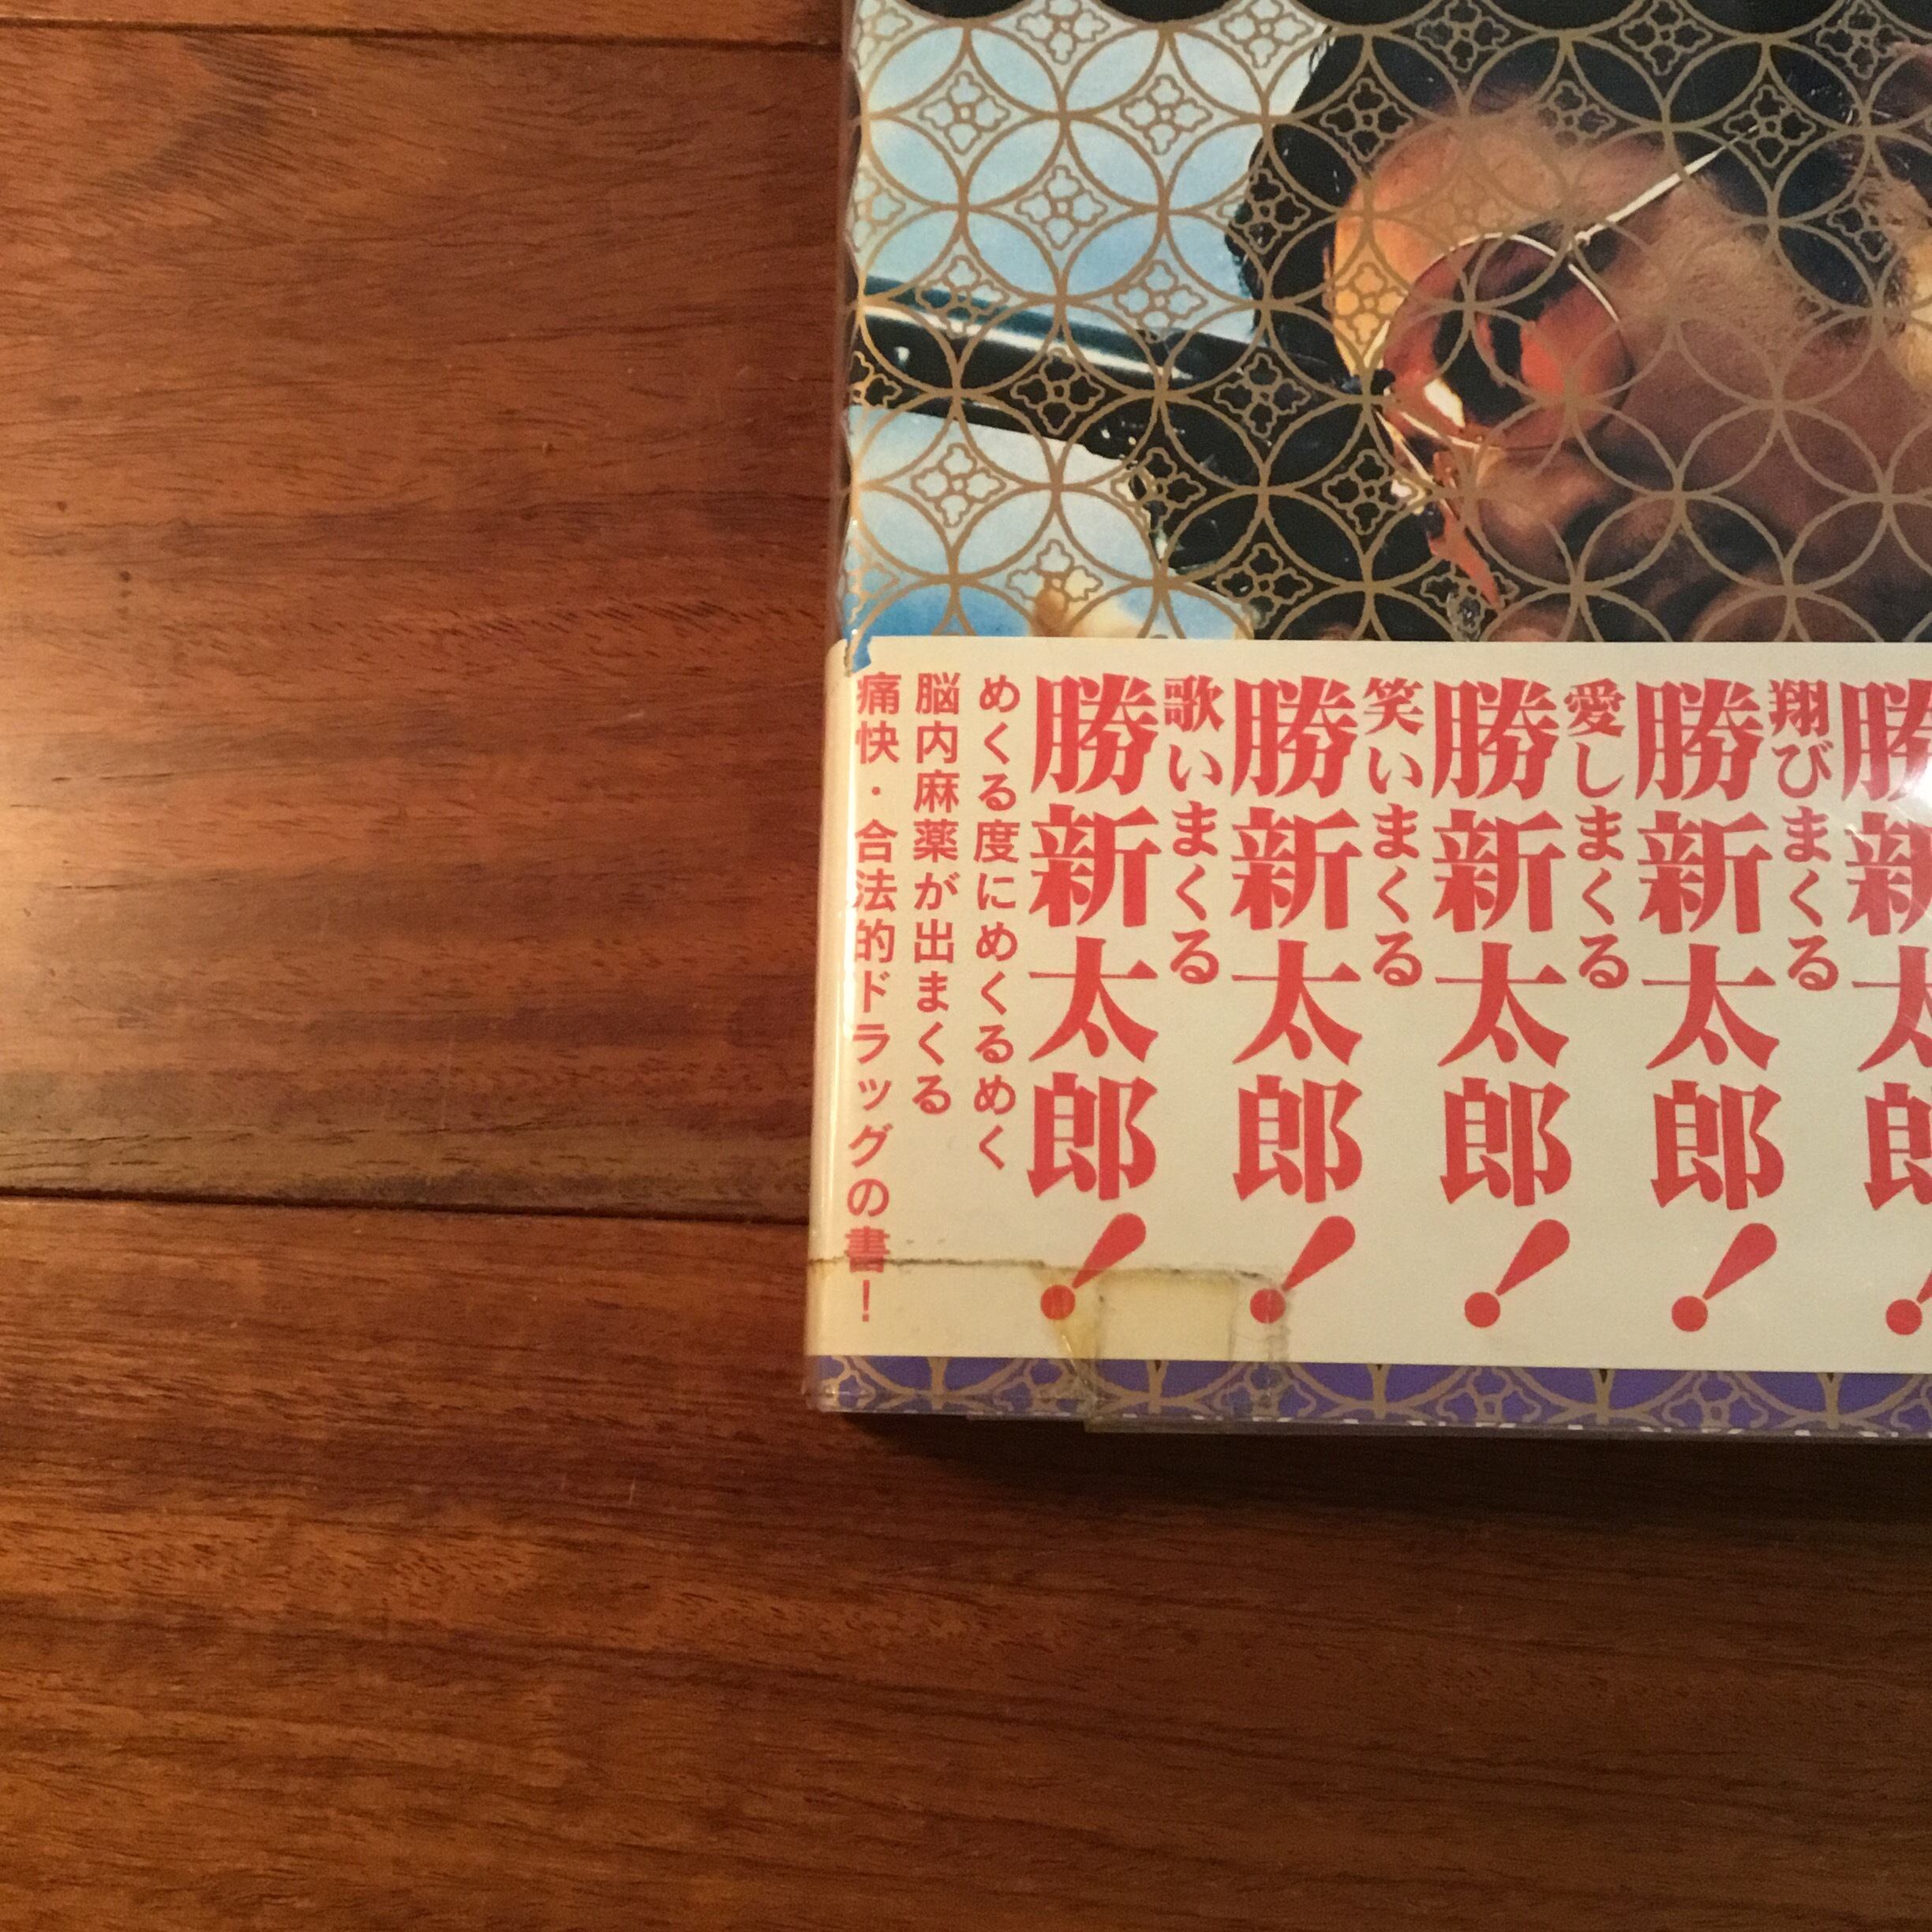 翔びまくる
勝新太郎!
愛しまくる
勝新太郎!
笑いまくる
勝新太郎!
歌いまくる
勝新太郎!
めくる度にめくるめく
脳内麻薬が出まくる
痛快・合法的ドラッグの書!